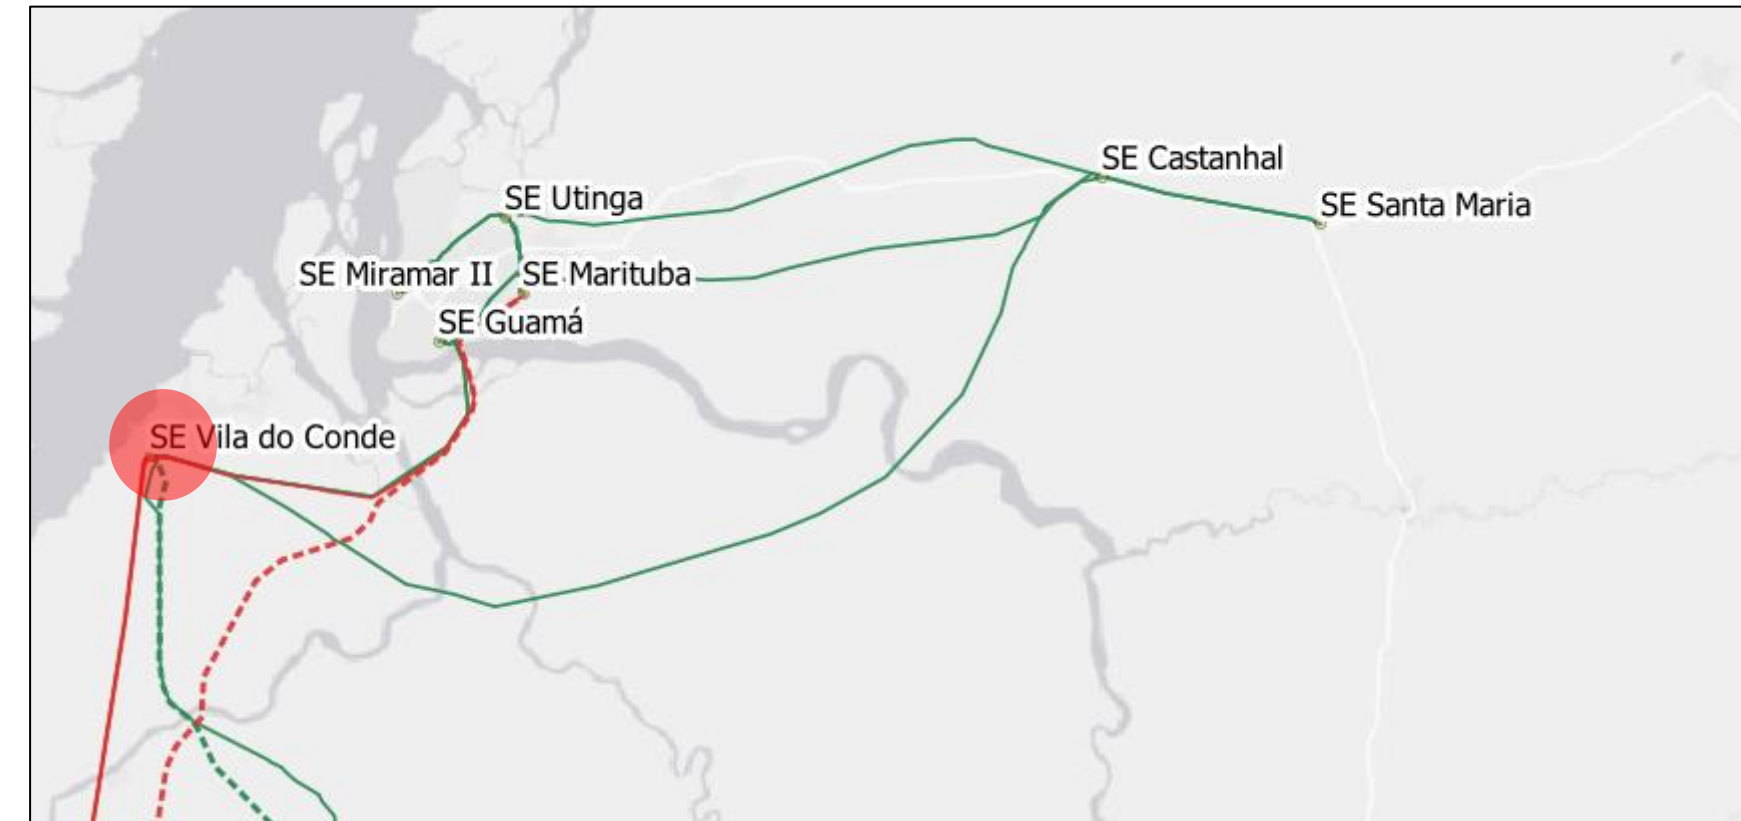 SE Castanhal
SE Utinga
SE Santa Maria
SE Miramar II
SE Marituba
SE Guamá
SE Vila do Conde